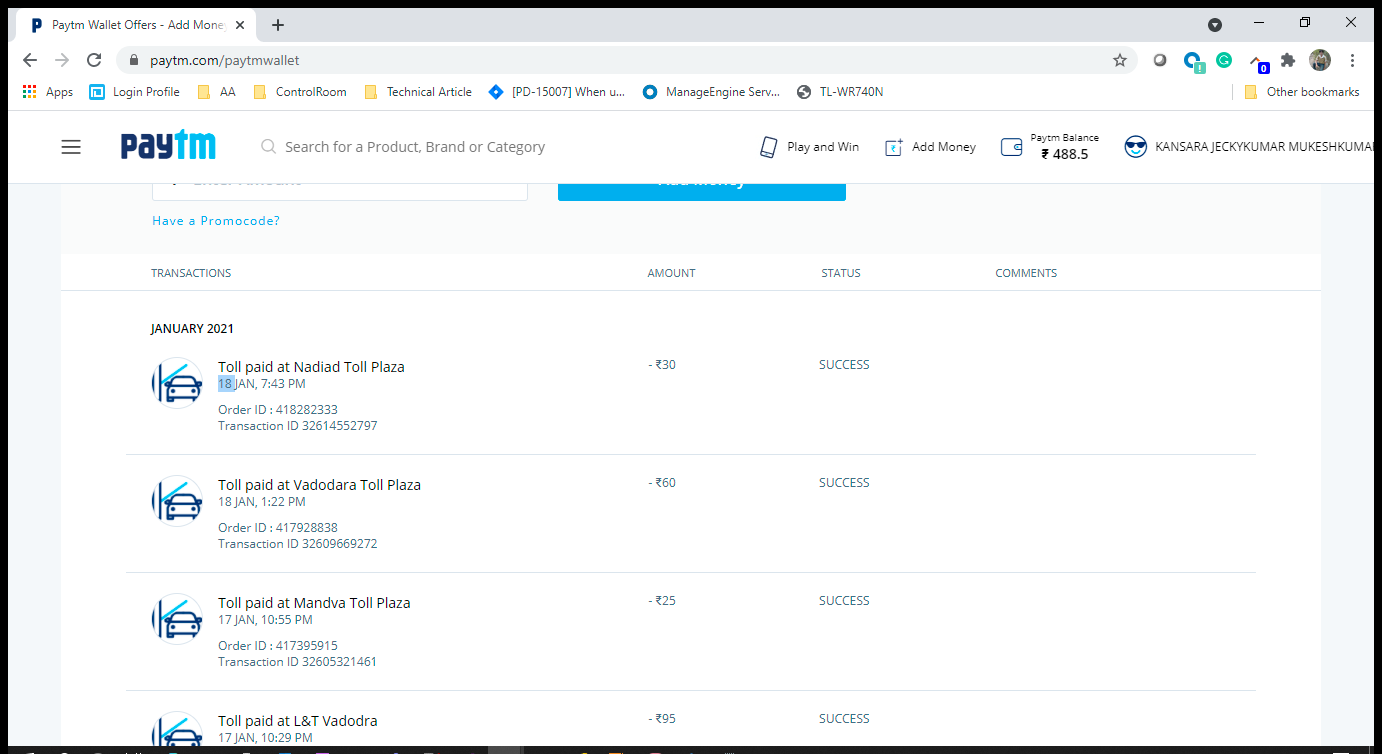 Paytm Wallet Offers - Add Mone
paytm.com/paytmwallet
0
Apps
Login Profile
AA
ControlRoom
Technical Article
[PD-15007] When u...
ManageEngine Serv...
TL-WR740N
Other bookmarks
paytm
Search for a Product, Brand or Category
Play and Win
Add Money
Paytm Balance
₹ 488.5
KANSARA JECKYKUMAR MUKESHKUMAR
Enter Amount
Add Money
Have a Promocode?
TRANSACTIONS AMOUNT STATUS COMMENTS
JANUARY 2021
Toll paid at Nadiad Toll Plaza - ₹30 SUCCESS
18 JAN, 7:43 PM
Order ID : 418282333
Transaction ID 32614552797
Toll paid at Vadodara Toll Plaza - ₹60 SUCCESS
18 JAN, 1:22 PM
Order ID : 417928838
Transaction ID 32609669272
Toll paid at Mandva Toll Plaza - ₹25 SUCCESS
17 JAN, 10:55 PM
Order ID : 417395915
Transaction ID 32605321461
Toll paid at L&T Vadodra - ₹95 SUCCESS
17 JAN, 10:29 PM